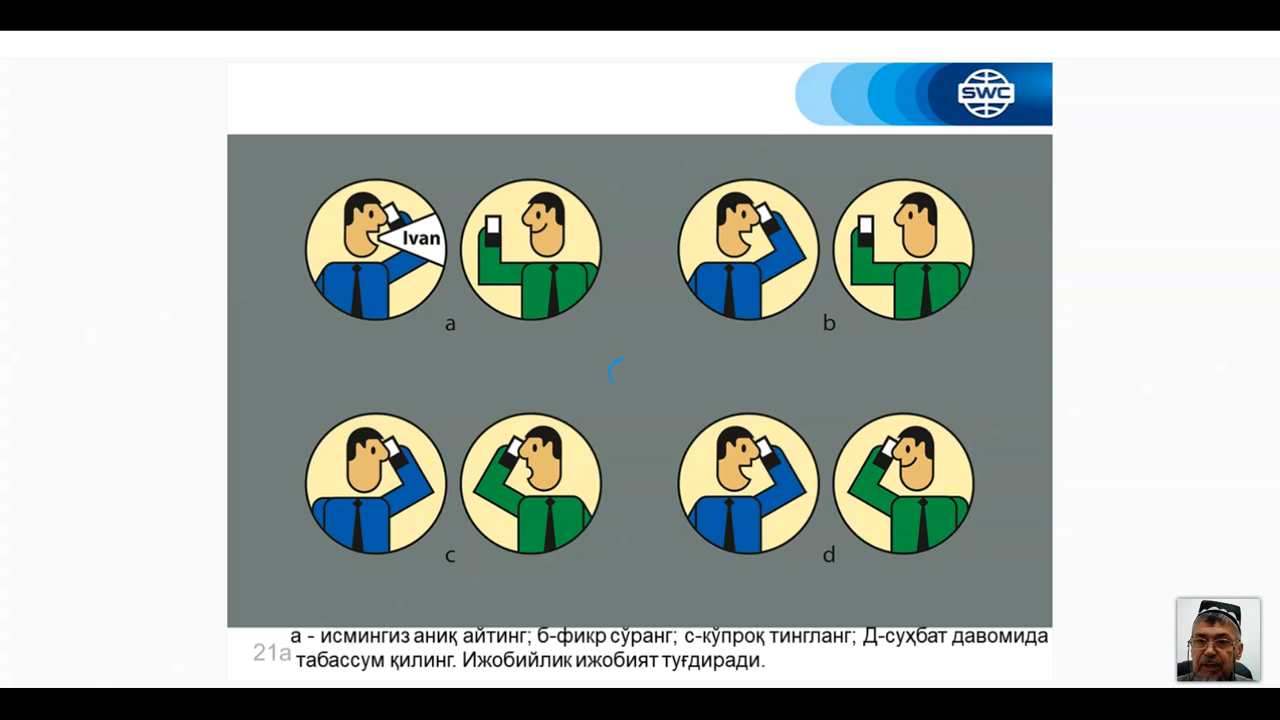 SWC
Ivan
a
b
c
d
а - исмингиз аниқ айтинг; б-фикр сўранг; с-кўпроқ тингланг; Д-суҳбат давомида
21a табассум қилинг. Ижобийлик ижобият туғдиради.